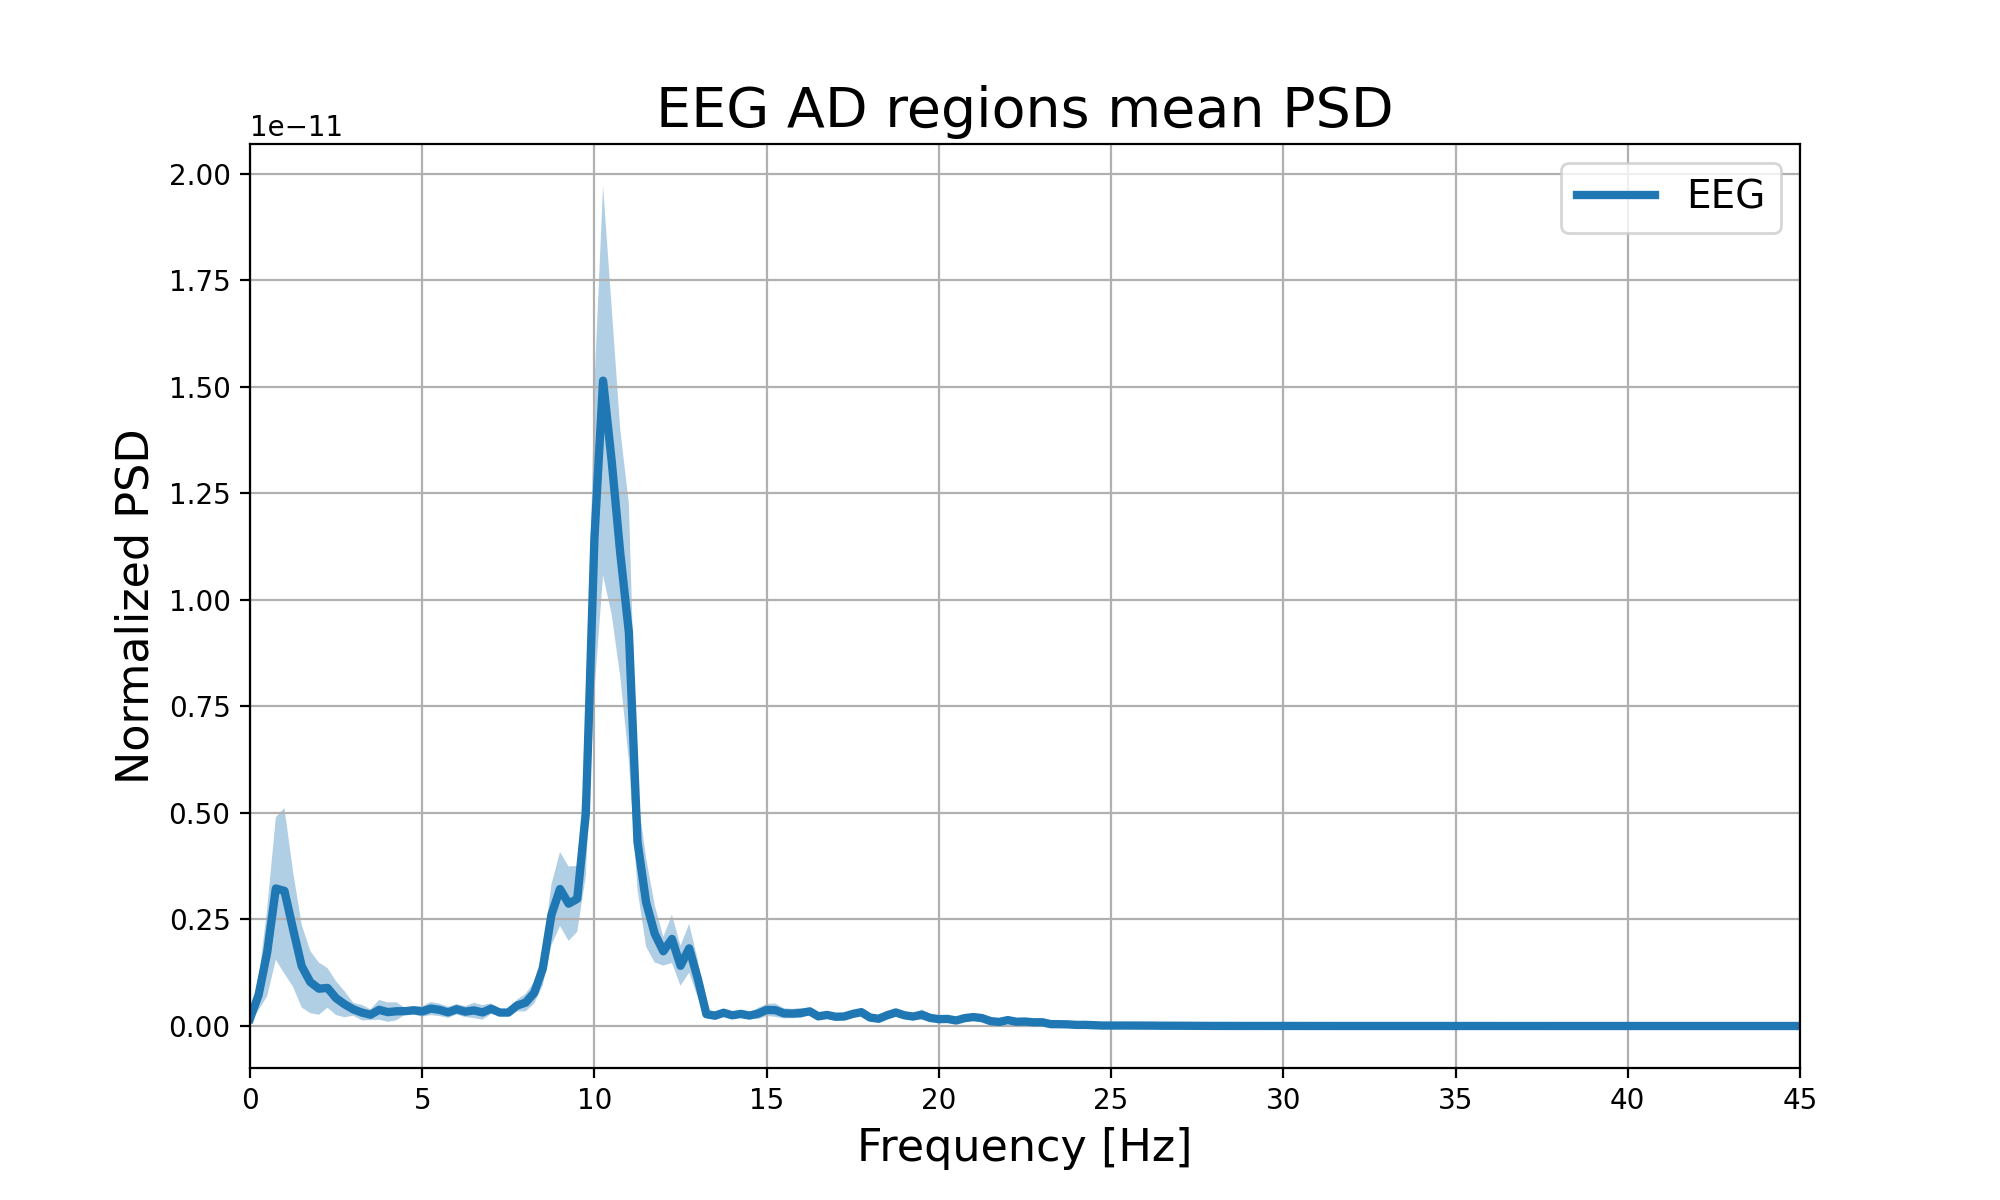 EEG AD regions mean PSD
1e−11
2.00
1.75
1.50
1.25
1.00
0.75
0.50
0.25
0.00
Normalized PSD
EEG
0 5 10 15 20 25 30 35 40 45
Frequency [Hz]